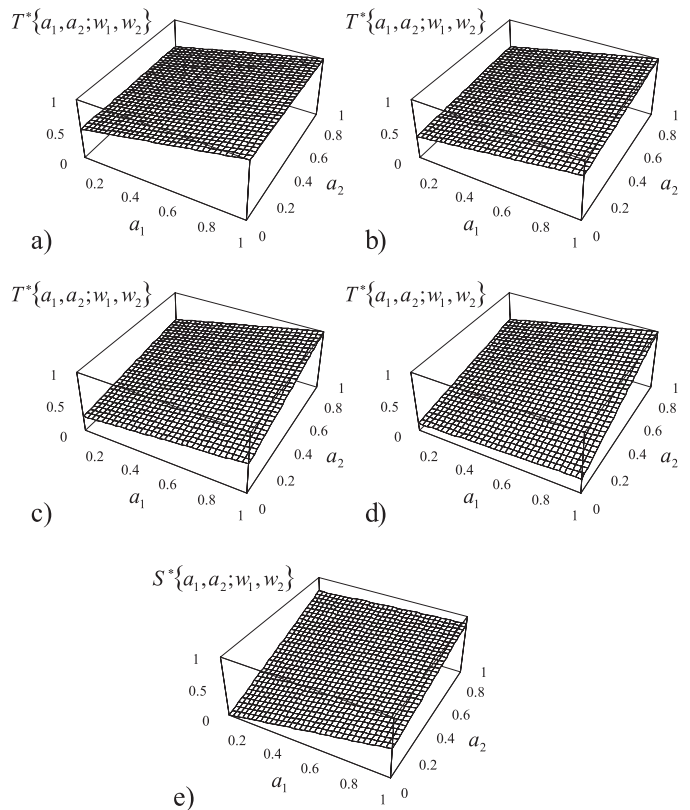 T*{a₁,a₂;w₁,w₂} T*{a₁,a₂;w₁,w₂}
1 1
0.5 0.5
0 0
0.2 0.4 0.6 0.8 1 0.2 0.4 0.6 0.8 1
a₁ a₁
0 0.2 0.4 0.6 0.8 1 0 0.2 0.4 0.6 0.8 1
a₂ a₂
a) b)
T*{a₁,a₂;w₁,w₂} T*{a₁,a₂;w₁,w₂}
1 1
0.5 0.5
0 0
0.2 0.4 0.6 0.8 1 0.2 0.4 0.6 0.8 1
a₁ a₁
0 0.2 0.4 0.6 0.8 1 0 0.2 0.4 0.6 0.8 1
a₂ a₂
c) d)
S*{a₁,a₂;w₁,w₂}
1
0.5
0
0.2 0.4 0.6 0.8 1
a₁
0 0.2 0.4 0.6 0.8 1
a₂
e)